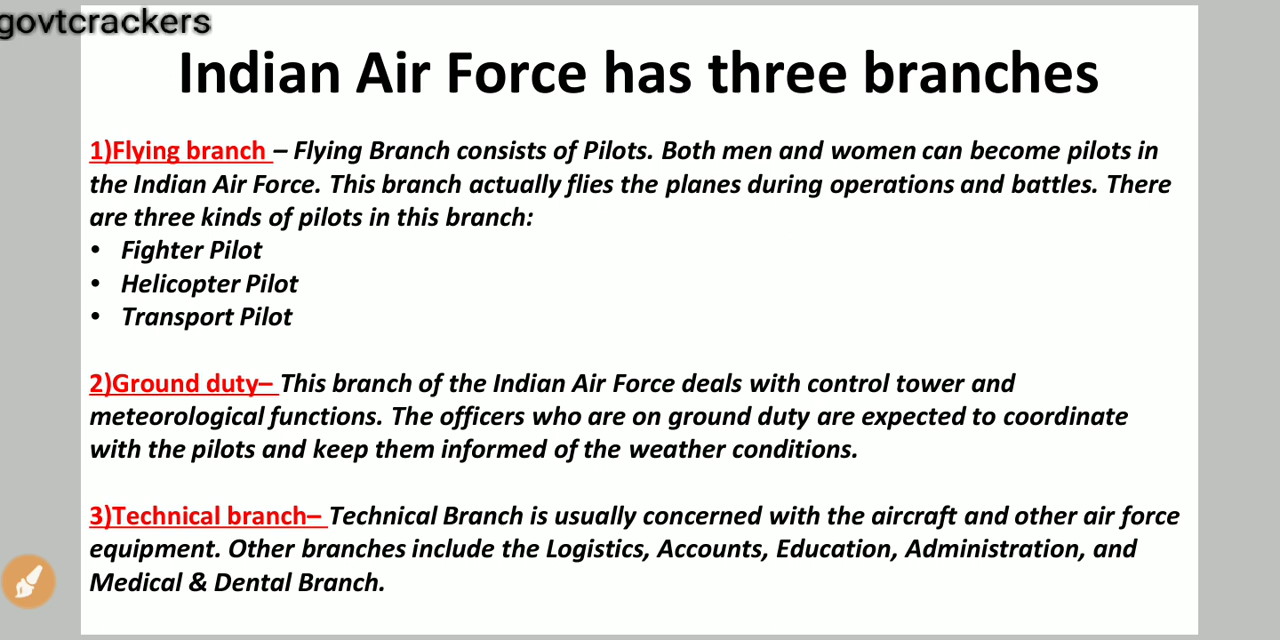 govtcrackers
Indian Air Force has three branches
1)Flying branch – Flying Branch consists of Pilots. Both men and women can become pilots in
the Indian Air Force. This branch actually flies the planes during operations and battles. There
are three kinds of pilots in this branch:
• Fighter Pilot
• Helicopter Pilot
• Transport Pilot
2)Ground duty– This branch of the Indian Air Force deals with control tower and
meteorological functions. The officers who are on ground duty are expected to coordinate
with the pilots and keep them informed of the weather conditions.
3)Technical branch– Technical Branch is usually concerned with the aircraft and other air force
equipment. Other branches include the Logistics, Accounts, Education, Administration, and
Medical & Dental Branch.